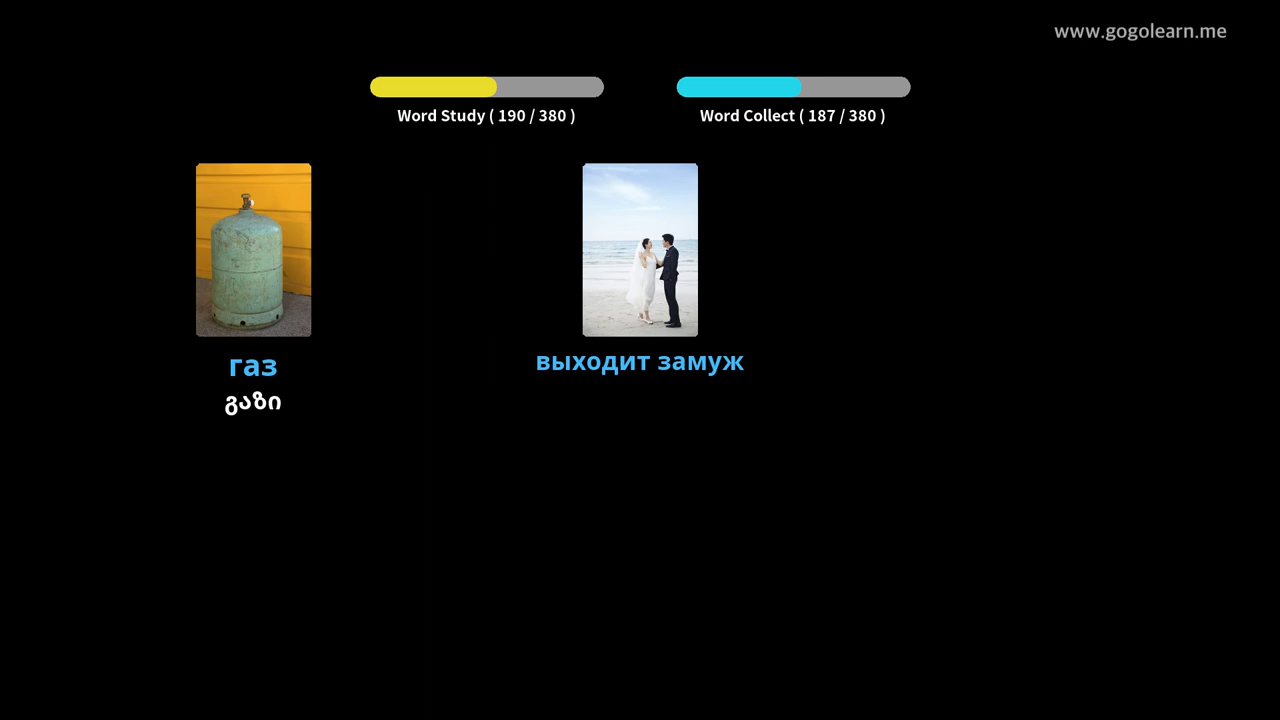 www.gogolearn.me
Word Study ( 190 / 380 )
Word Collect ( 187 / 380 )
газ
გაზი
выходит замуж